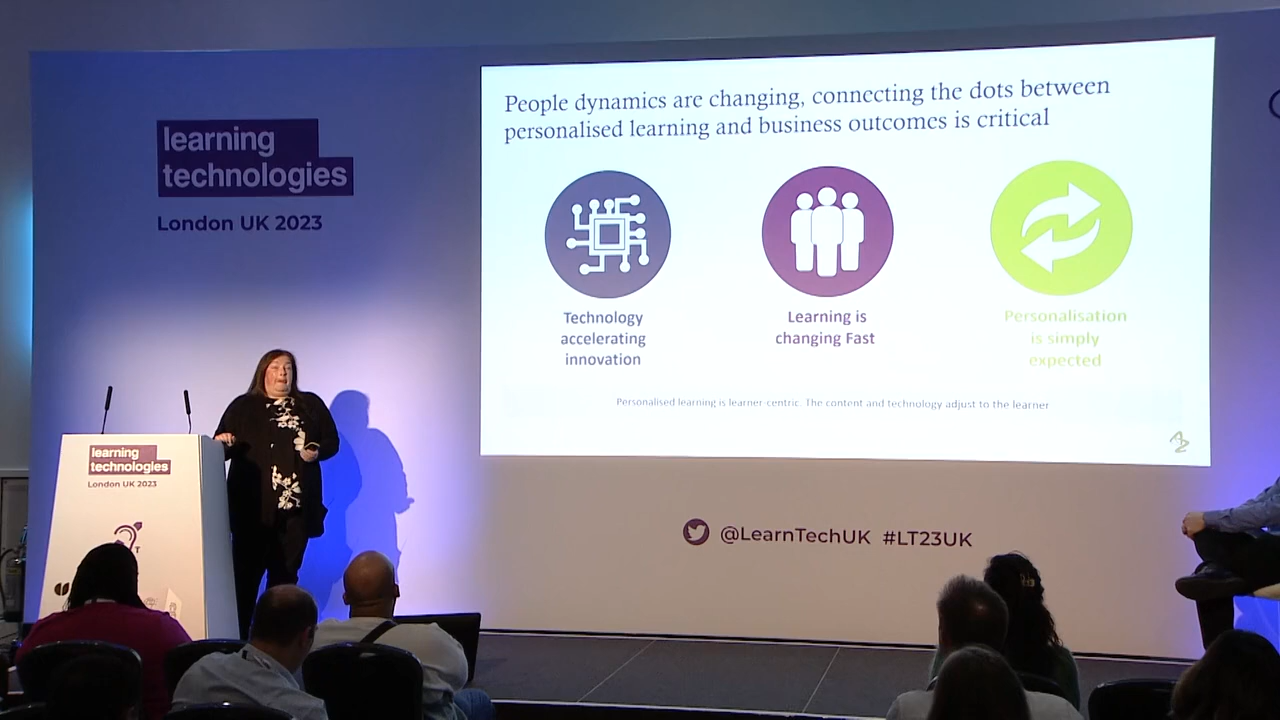 learning
technologies
London UK 2023
People dynamics are changing, connecting the dots between
personalised learning and business outcomes is critical
Technology
accelerating
innovation
Learning is
changing Fast
Personalisation
is simply
expected
Personalised learning is learner-centric. The content and technology adjust to the learner
@LearnTechUK #LT23UK
learning
technologies
London UK 2023
T